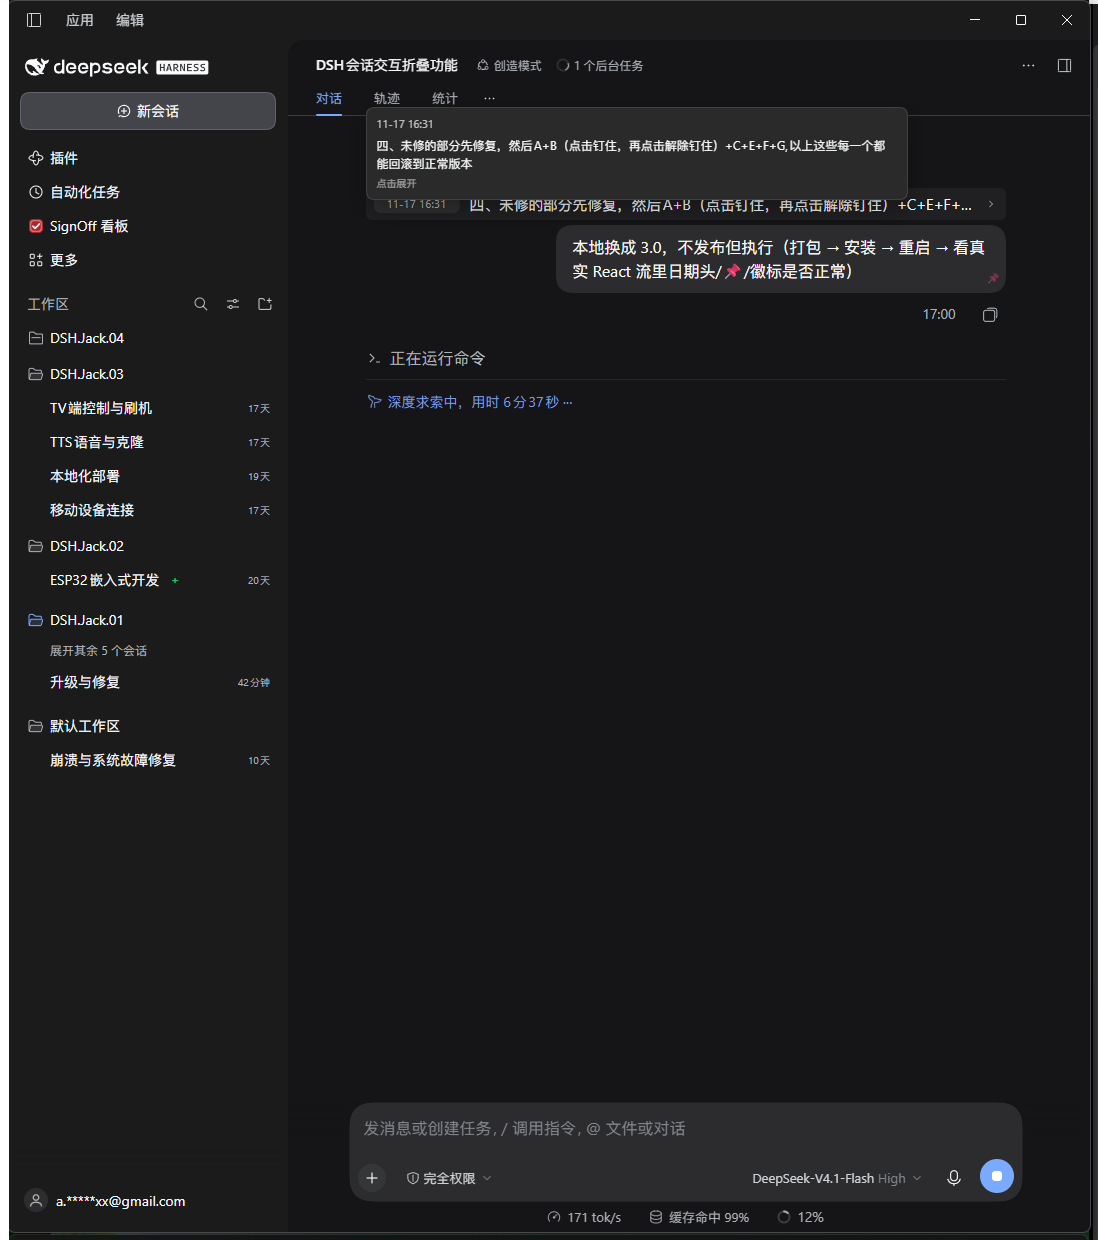 应用 编辑
deepseek HARNESS
新会话
插件
自动化任务
SignOff 看板
更多
工作区
DSH.Jack.04
DSH.Jack.03
TV端控制与刷机 17天
TTS语音与克隆 17天
本地化部署 19天
移动设备连接 17天
DSH.Jack.02
ESP32嵌入式开发 + 20天
DSH.Jack.01
展开其余 5 个会话
升级与修复 42分钟
默认工作区
崩溃与系统故障修复 10天
a.*****xx@gmail.com
DSH会话交互折叠功能 创造模式 1 个后台任务 ···
对话 轨迹 统计 ···
11-17 16:31
四、未修的部分先修复，然后A+B（点击钉住，再点击解除钉住）+C+E+F+G,以上这些每一个都
能回滚到正常版本
点击展开
11-17 16:31 四、未修的部分先修复，然后A+B（点击钉住，再点击解除钉住）+C+E+F+...
本地换成 3.0，不发布但执行（打包 → 安装 → 重启 → 看真
实 React 流里日期头/📌/徽标是否正常）
17:00
正在运行命令
深度求索中，用时 6分37秒 ···
发消息或创建任务, / 调用指令, @ 文件或对话
完全权限 DeepSeek-V4.1-Flash High
171 tok/s 缓存命中 99% 12%